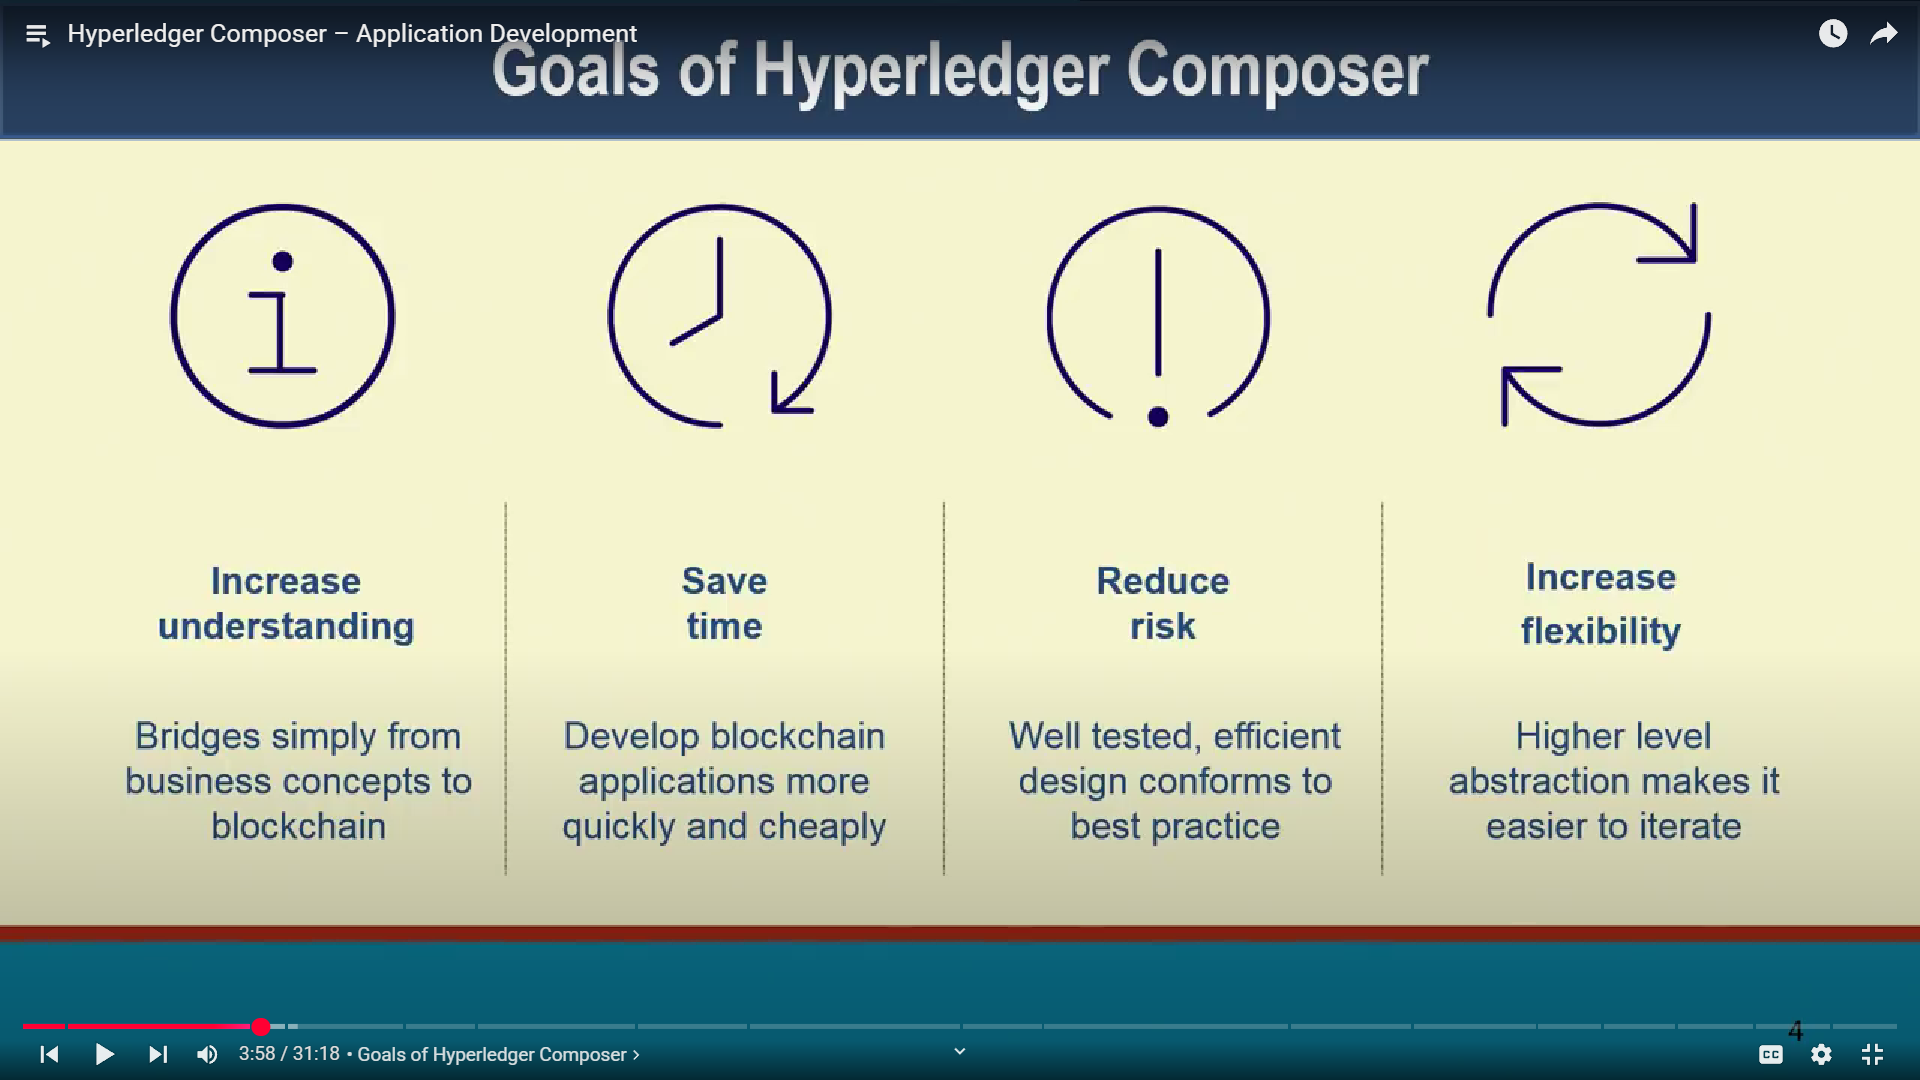 Hyperledger Composer – Application Development
Goals of Hyperledger Composer
Increase
understanding
Bridges simply from
business concepts to
blockchain
Save
time
Develop blockchain
applications more
quickly and cheaply
Reduce
risk
Well tested, efficient
design conforms to
best practice
Increase
flexibility
Higher level
abstraction makes it
easier to iterate
4
3:58 / 31:18 • Goals of Hyperledger Composer ›
CC